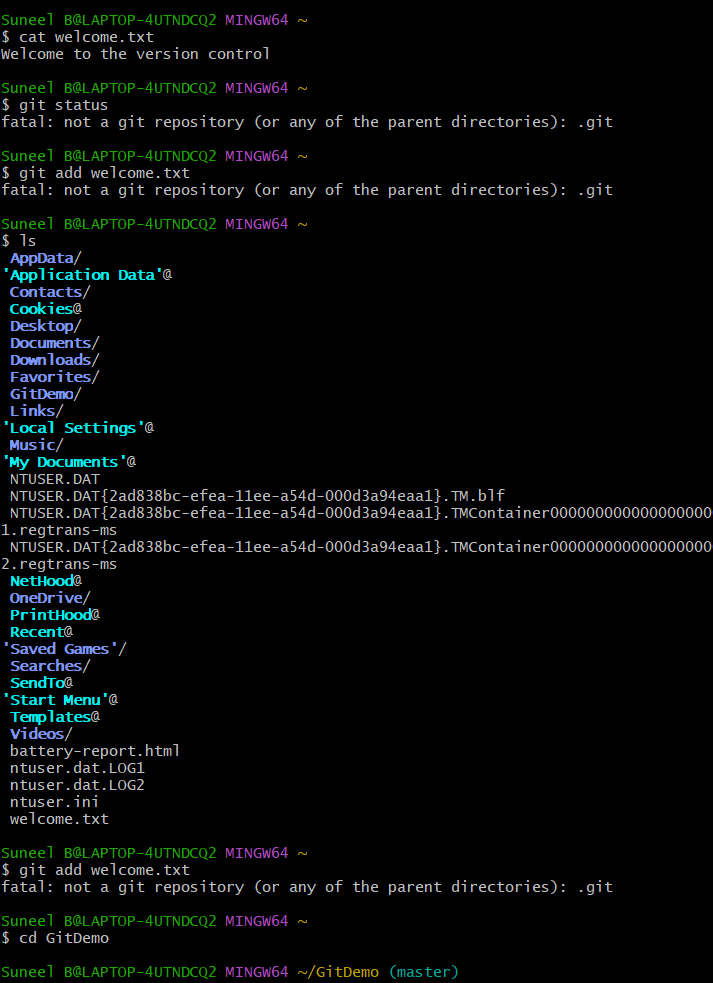 Suneel B@LAPTOP-4UTNDCQ2 MINGW64 ~
$ cat welcome.txt
Welcome to the version control
Suneel B@LAPTOP-4UTNDCQ2 MINGW64 ~
$ git status
fatal: not a git repository (or any of the parent directories): .git
Suneel B@LAPTOP-4UTNDCQ2 MINGW64 ~
$ git add welcome.txt
fatal: not a git repository (or any of the parent directories): .git
Suneel B@LAPTOP-4UTNDCQ2 MINGW64 ~
$ ls
AppData/
'Application Data'@
Contacts/
Cookies@
Desktop/
Documents/
Downloads/
Favorites/
GitDemo/
Links/
'Local Settings'@
Music/
'My Documents'@
NTUSER.DAT
NTUSER.DAT{2ad838bc-efea-11ee-a54d-000d3a94eaa1}.TM.blf
NTUSER.DAT{2ad838bc-efea-11ee-a54d-000d3a94eaa1}.TMContainer000000000000000000
1.regtrans-ms
NTUSER.DAT{2ad838bc-efea-11ee-a54d-000d3a94eaa1}.TMContainer000000000000000000
2.regtrans-ms
NetHood@
OneDrive/
PrintHood@
Recent@
'Saved Games'/
Searches/
SendTo@
'Start Menu'@
Templates@
Videos/
battery-report.html
ntuser.dat.LOG1
ntuser.dat.LOG2
ntuser.ini
welcome.txt
Suneel B@LAPTOP-4UTNDCQ2 MINGW64 ~
$ git add welcome.txt
fatal: not a git repository (or any of the parent directories): .git
Suneel B@LAPTOP-4UTNDCQ2 MINGW64 ~
$ cd GitDemo
Suneel B@LAPTOP-4UTNDCQ2 MINGW64 ~/GitDemo (master)